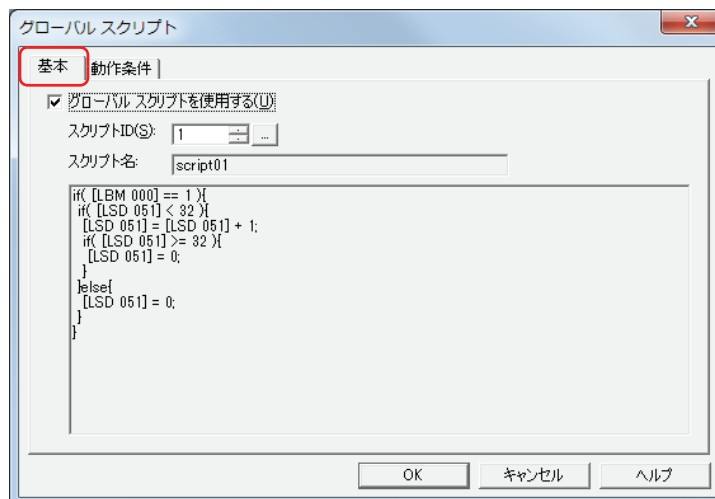 グローバル スクリプト
基本 動作条件
グローバル スクリプトを使用する(U)
スクリプトID(S): 1 ...
スクリプト名: script01
if( [LBM 000] == 1 ){
if( [LSD 051] < 32 ){
[LSD 051] = [LSD 051] + 1;
if( [LSD 051] >= 32 ){
[LSD 051] = 0;
}
}else{
[LSD 051] = 0;
}
}
OK キャンセル ヘルプ